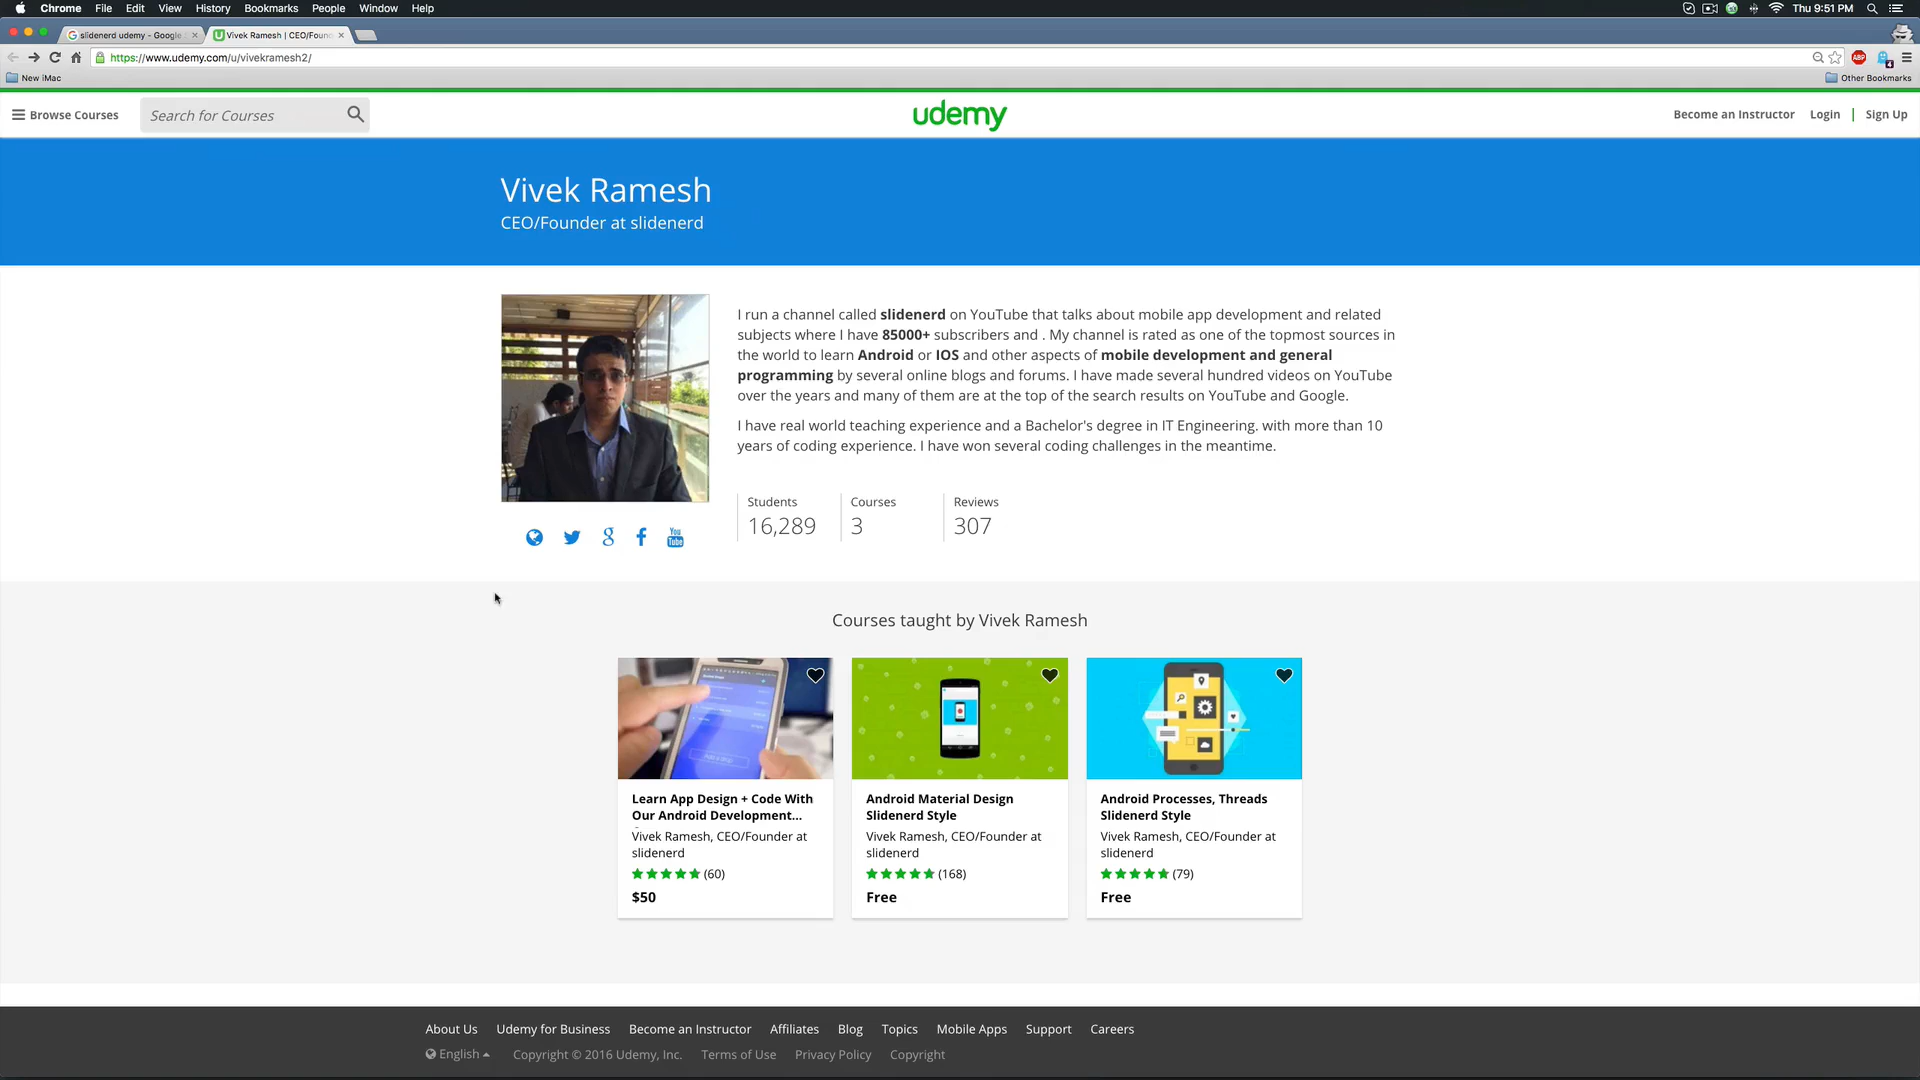 Chrome File Edit View History Bookmarks People Window Help Thu 9:51 PM
slidenerd udemy - Google Vivek Ramesh | CEO/Foun
https://www.udemy.com/u/vivekramesh2/ ABP 4
New iMac Other Bookmarks
Browse Courses Search for Courses udemy Become an Instructor Login | Sign Up
Vivek Ramesh
CEO/Founder at slidenerd
I run a channel called slidenerd on YouTube that talks about mobile app development and related
subjects where I have 85000+ subscribers and . My channel is rated as one of the topmost sources in
the world to learn Android or IOS and other aspects of mobile development and general
programming by several online blogs and forums. I have made several hundred videos on YouTube
over the years and many of them are at the top of the search results on YouTube and Google.
I have real world teaching experience and a Bachelor's degree in IT Engineering. with more than 10
years of coding experience. I have won several coding challenges in the meantime.
Students Courses Reviews
16,289 3 307
You
Tube
Courses taught by Vivek Ramesh
Learn App Design + Code With
Our Android Development...
Vivek Ramesh, CEO/Founder at
slidenerd
(60)
$50
Android Material Design
Slidenerd Style
Vivek Ramesh, CEO/Founder at
slidenerd
(168)
Free
Android Processes, Threads
Slidenerd Style
Vivek Ramesh, CEO/Founder at
slidenerd
(79)
Free
About Us Udemy for Business Become an Instructor Affiliates Blog Topics Mobile Apps Support Careers
English Copyright © 2016 Udemy, Inc. Terms of Use Privacy Policy Copyright